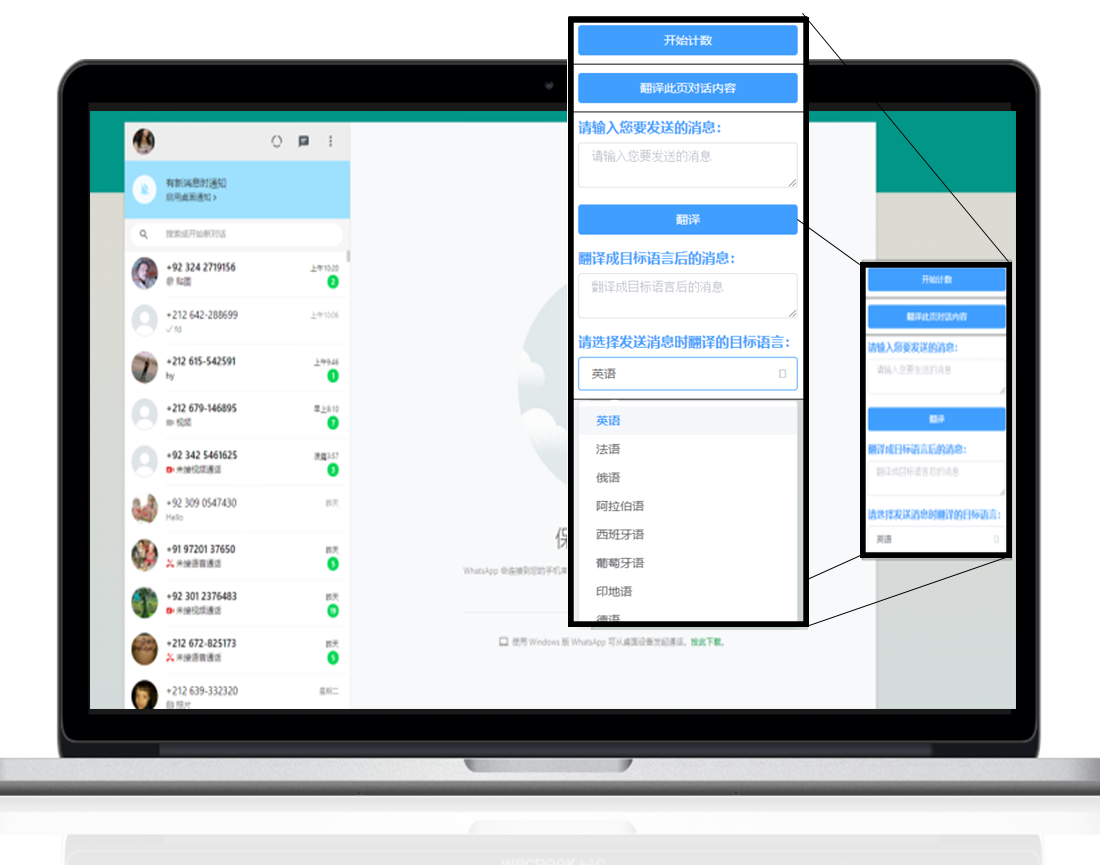 有新消息时通知
启用桌面通知 >
搜索或开始新对话
+92 324 2719156
上午10:20
贴图
2
+212 642-288699
上午10:06
✓ fd
+212 615-542591
上午9:46
hy
1
+212 679-146895
早上8:10
视频
7
+92 342 5461625
凌晨3:57
未接视频通话
3
+92 309 0547430
昨天
Hello
+91 97201 37650
昨天
未接语音通话
5
+92 301 2376483
昨天
未接视频通话
+212 672-825173
昨天
未接语音通话
5
+212 639-332320
星期二
照片
保
WhatsApp 会连接到您的手机来
使用 Windows 版 WhatsApp 可从桌面设备发起通话。按此下载。
开始计数
翻译此页对话内容
请输入您要发送的消息:
请输入您要发送的消息
翻译
翻译成目标语言后的消息:
翻译成目标语言后的消息
请选择发送消息时翻译的目标语言:
英语
英语
法语
俄语
阿拉伯语
西班牙语
葡萄牙语
印地语
德语
开始计数
翻译此页对话内容
请输入您要发送的消息:
请输入您要发送的消息
翻译
翻译成目标语言后的消息:
翻译成目标语言后的消息
请选择发送消息时翻译的目标语言:
英语